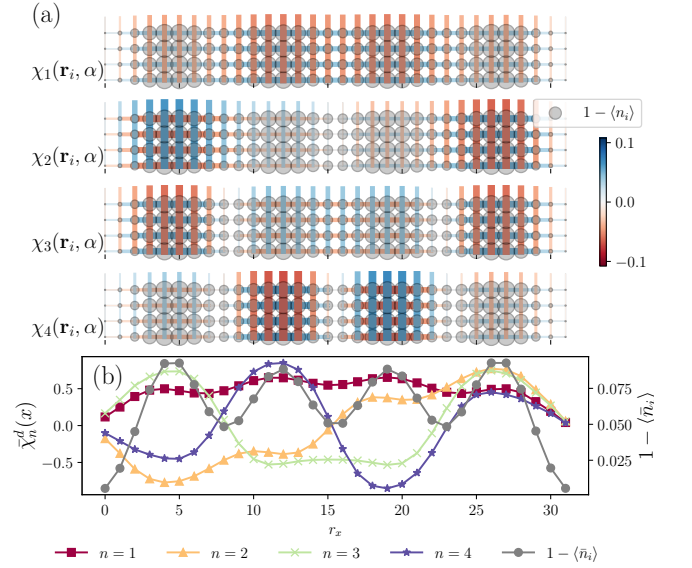 (a)
χ₁(𝐫ᵢ, α)
χ₂(𝐫ᵢ, α)
χ₃(𝐫ᵢ, α)
χ₄(𝐫ᵢ, α)
1 − ⟨nᵢ⟩
0.1
0.0
−0.1
(b)
χ̄ₙᵈ(x)
0.5
0.0
−0.5
0.075
0.050
0.025
1 − ⟨n̄ᵢ⟩
0 5 10 15 20 25 30
rₓ
n = 1 n = 2 n = 3 n = 4 1 − ⟨n̄ᵢ⟩